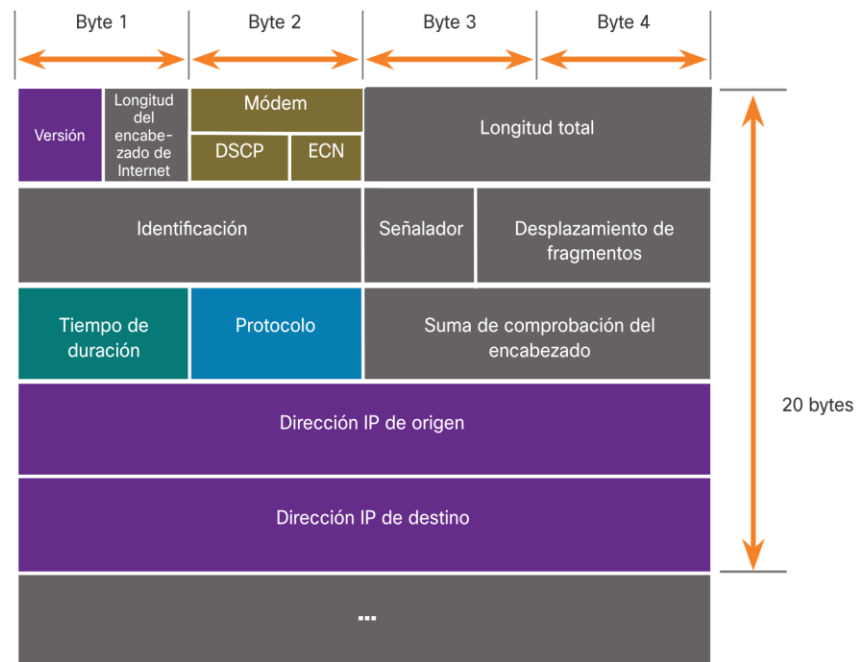 Byte 1
Byte 2
Byte 3
Byte 4
Versión
Longitud
del
encabe-
zado de
Internet
Módem
DSCP
ECN
Longitud total
Identificación
Señalador
Desplazamiento de
fragmentos
Tiempo de
duración
Protocolo
Suma de comprobación del
encabezado
20 bytes
Dirección IP de origen
Dirección IP de destino
...